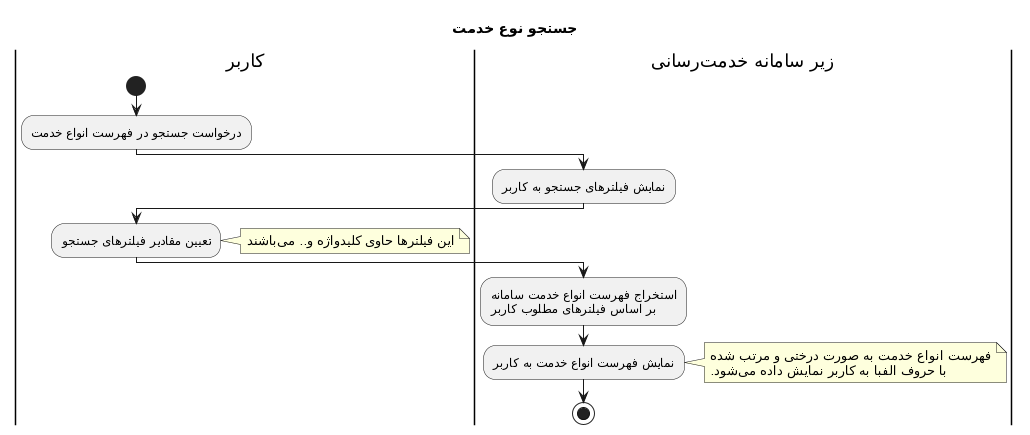 جستجو نوع خدمت
کاربر
زیر سامانه خدمت‌رسانی
درخواست جستجو در فهرست انواع خدمت
نمایش فیلترهای جستجو به کاربر
تعیین مقادیر فیلترهای جستجو
این فیلترها حاوی کلیدواژه و.. می‌باشند
استخراج فهرست انواع خدمت سامانه
بر اساس فیلترهای مطلوب کاربر
نمایش فهرست انواع خدمت به کاربر
فهرست انواع خدمت به صورت درختی و مرتب شده
با حروف الفبا به کاربر نمایش داده می‌شود.